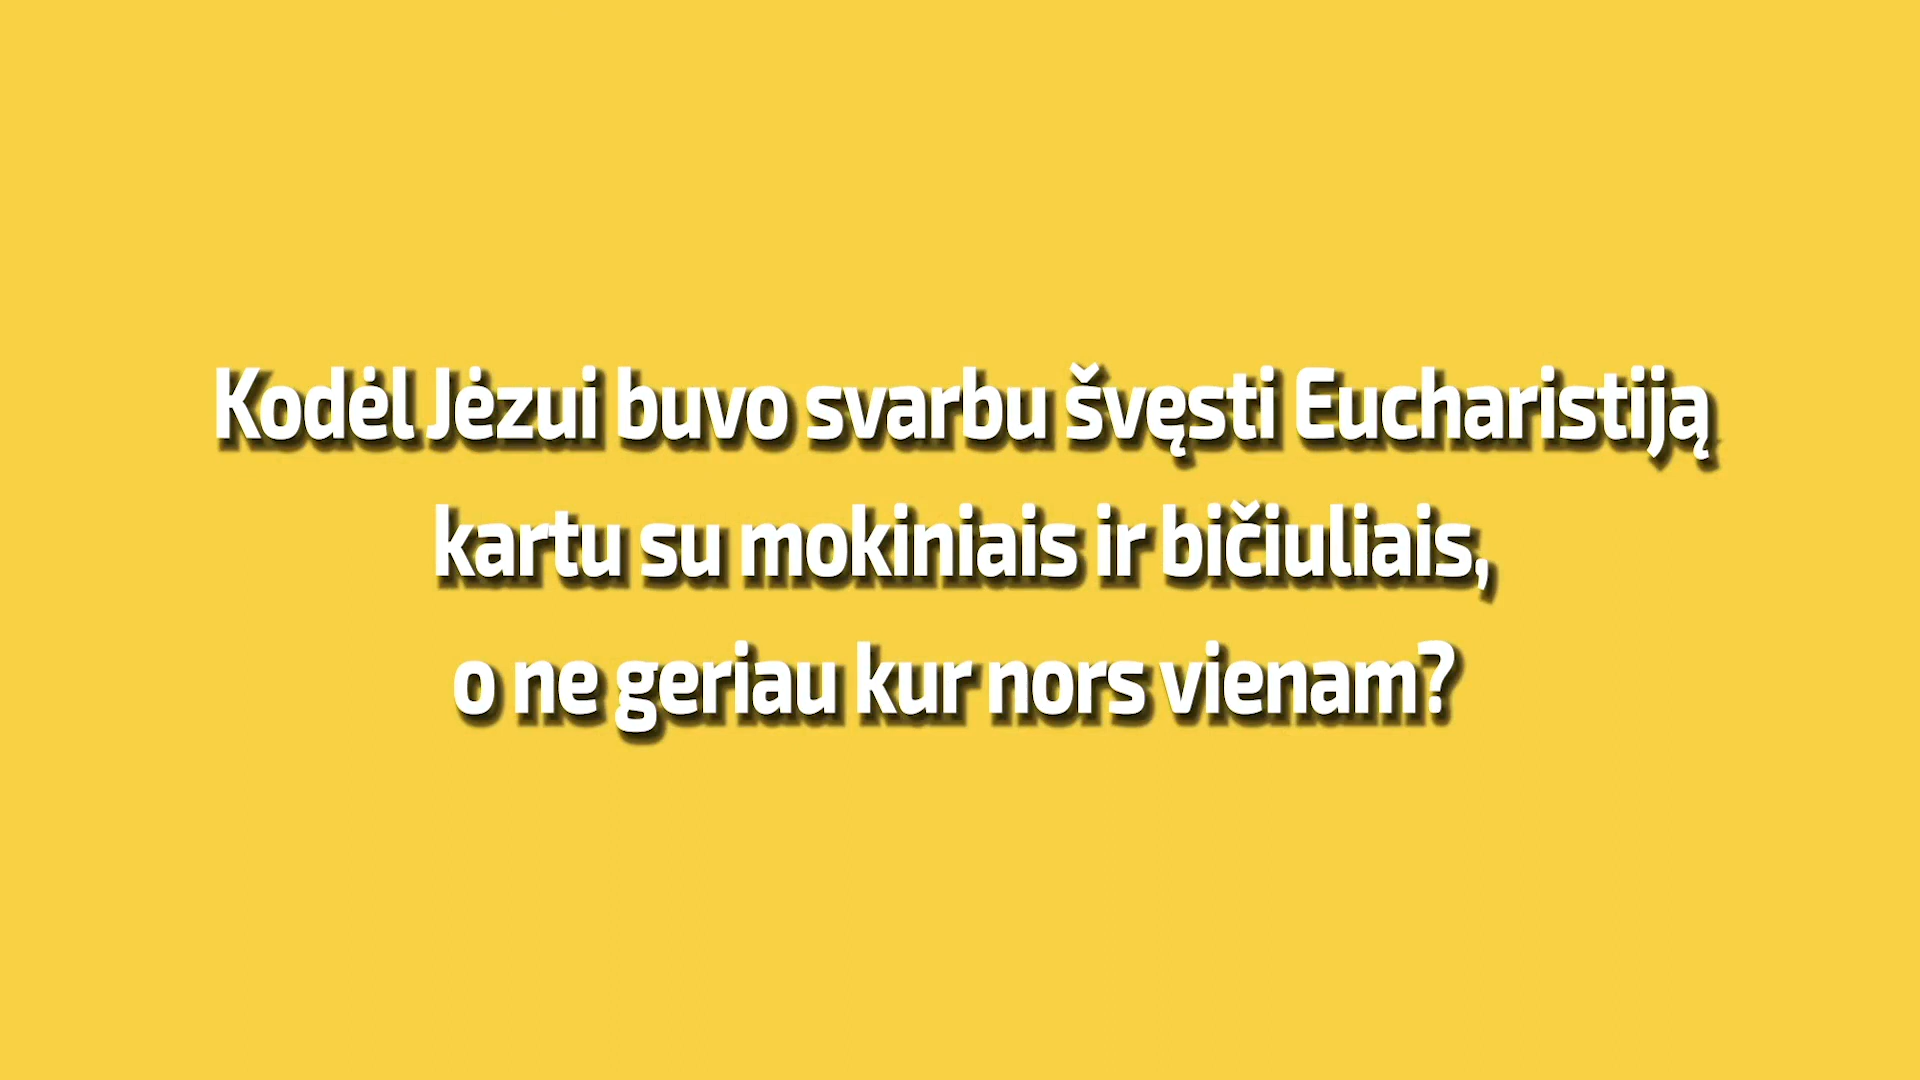 Kodėl Jėzui buvo svarbu švęsti Eucharistiją
kartu su mokiniais ir bičiuliais,
o ne geriau kur nors vienam?